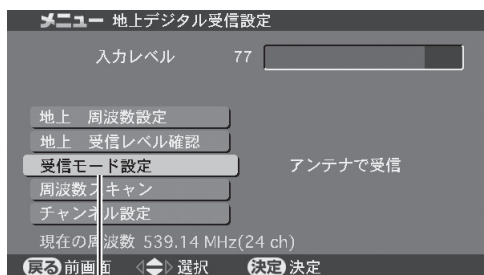 メニュー 地上デジタル受信設定
入力レベル 77
地上 周波数設定
地上 受信レベル確認
受信モード設定 アンテナで受信
周波数スキャン
チャンネル設定
現在の周波数 539.14 MHz(24 ch)
戻る 前画面 選択 決定 決定